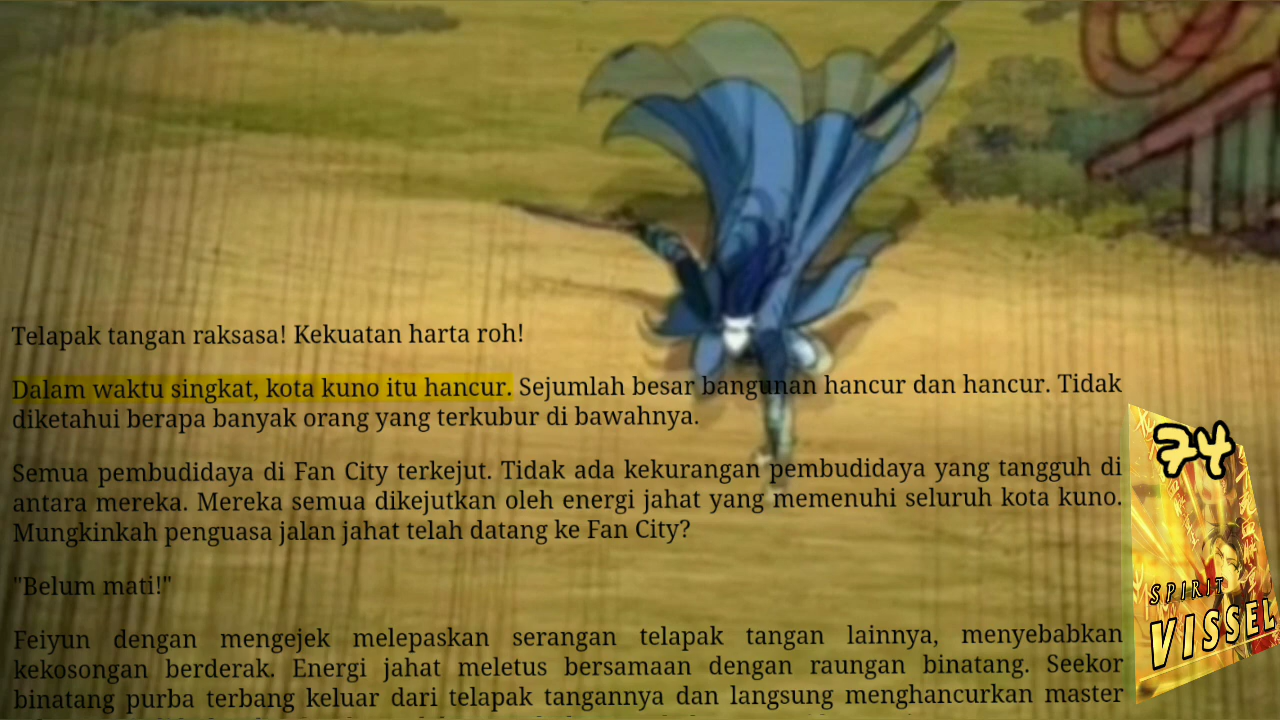 Telapak tangan raksasa! Kekuatan harta roh!
Dalam waktu singkat, kota kuno itu hancur. Sejumlah besar bangunan hancur dan hancur. Tidak
diketahui berapa banyak orang yang terkubur di bawahnya.
Semua pembudidaya di Fan City terkejut. Tidak ada kekurangan pembudidaya yang tangguh di
antara mereka. Mereka semua dikejutkan oleh energi jahat yang memenuhi seluruh kota kuno.
Mungkinkah penguasa jalan jahat telah datang ke Fan City?
"Belum mati!"
Feiyun dengan mengejek melepaskan serangan telapak tangan lainnya, menyebabkan
kekosongan berderak. Energi jahat meletus bersamaan dengan raungan binatang. Seekor
binatang purba terbang keluar dari telapak tangannya dan langsung menghancurkan master
74
SPIRIT
VISSEL